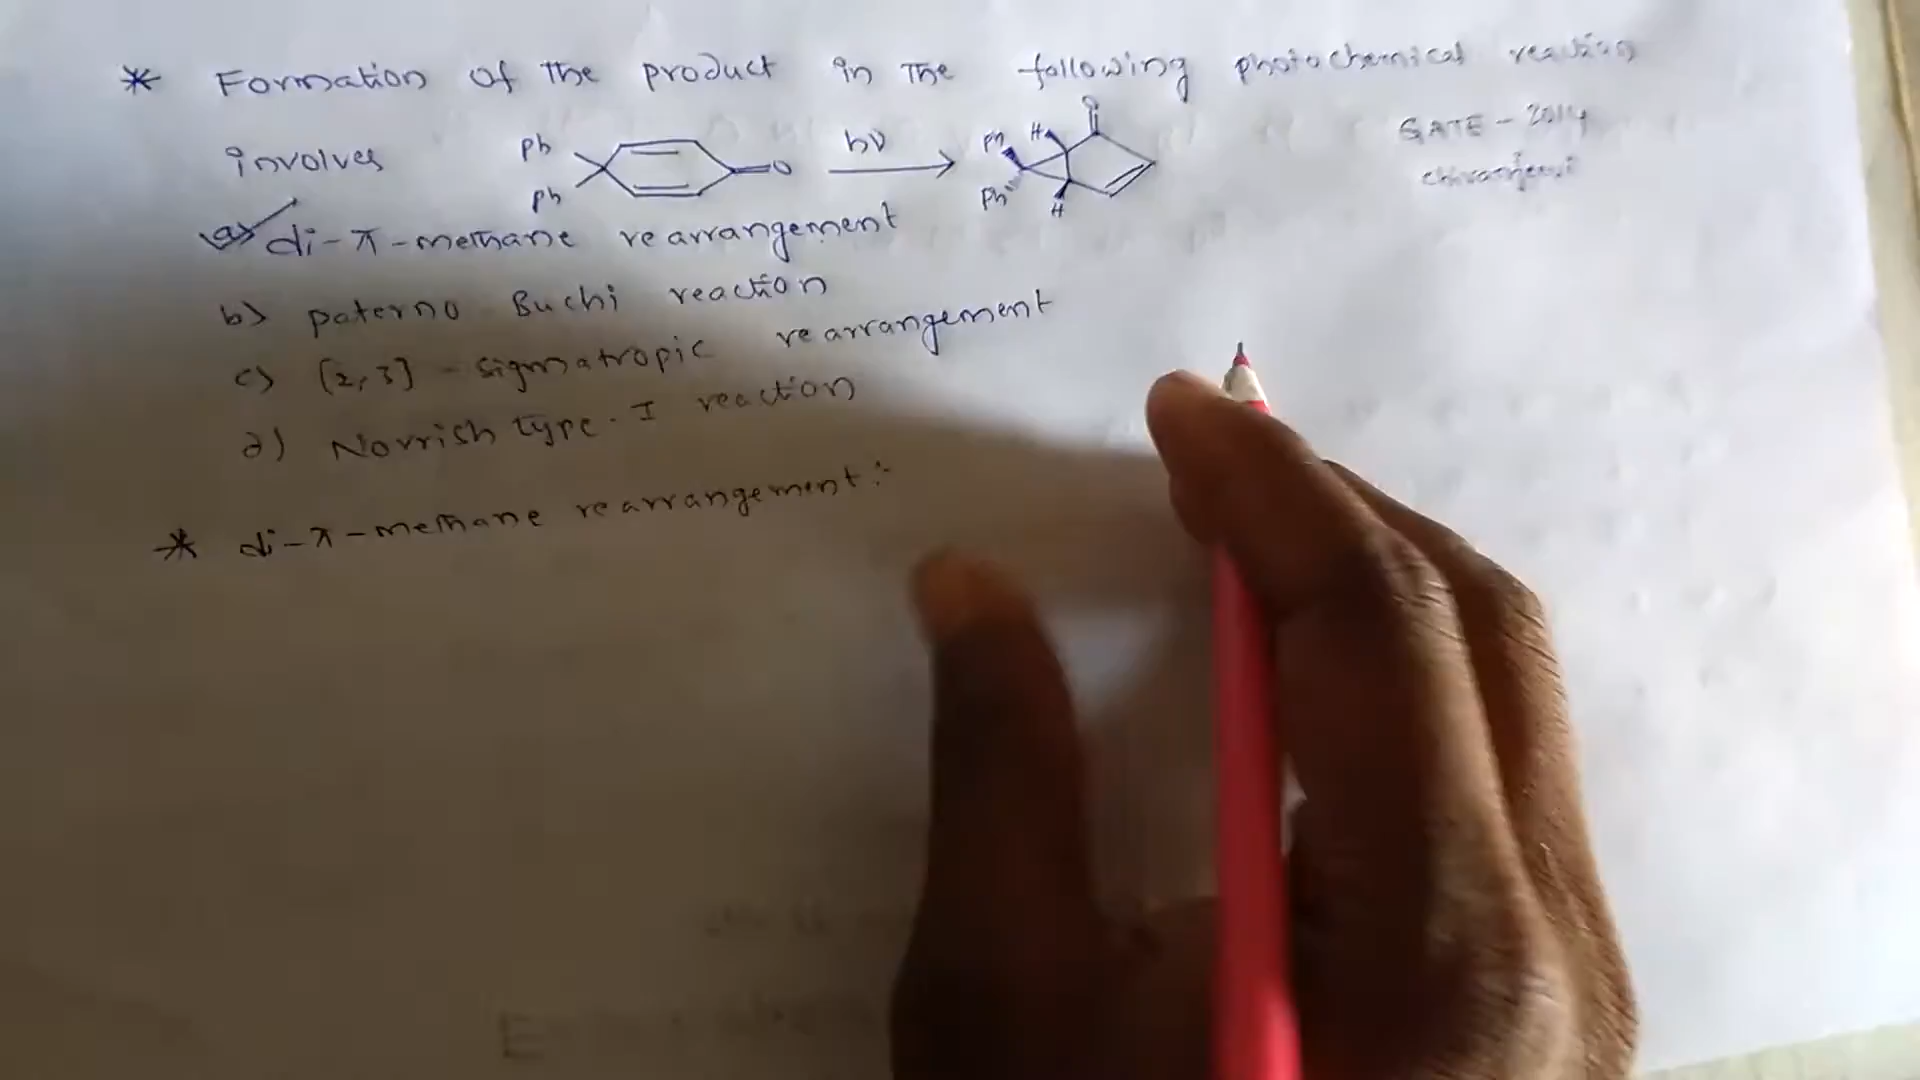 * Formation of The product in The following photochemical reaction
involves Ph Ph O hν Ph Ph H H O GATE - 2014
a) di-π-methane rearrangement
b) paterno Buchi reaction
c) [2,3] - sigmatropic rearrangement
d) Norrish type-I reaction
* di-π-methane rearrangement:-